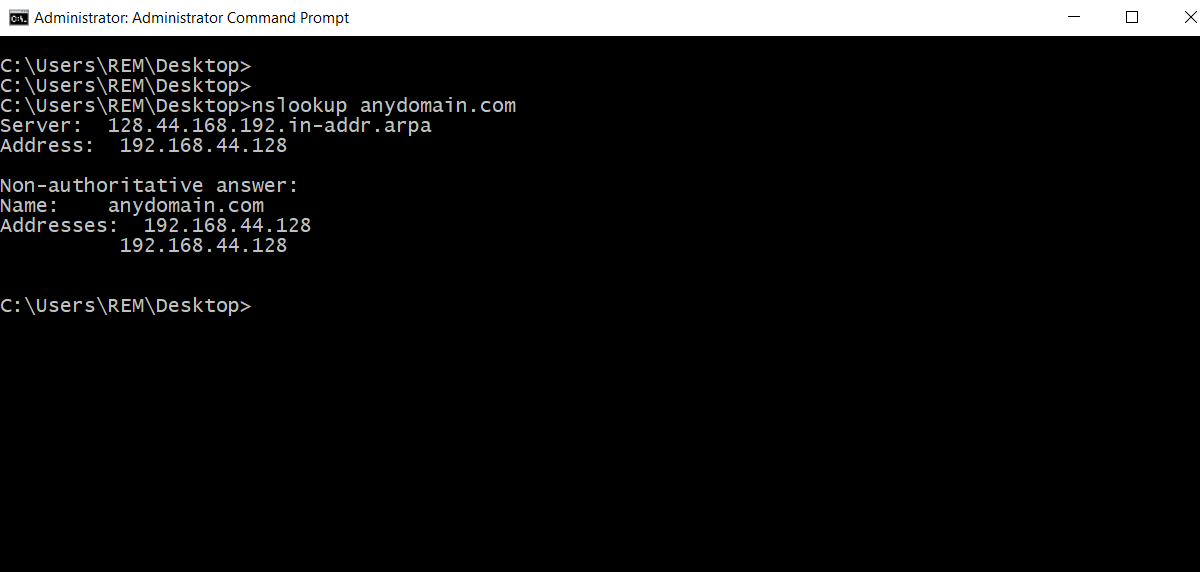 Administrator: Administrator Command Prompt
C:\Users\REM\Desktop>
C:\Users\REM\Desktop>
C:\Users\REM\Desktop>nslookup anydomain.com
Server:  128.44.168.192.in-addr.arpa
Address:  192.168.44.128
Non-authoritative answer:
Name:    anydomain.com
Addresses:  192.168.44.128
192.168.44.128
C:\Users\REM\Desktop>